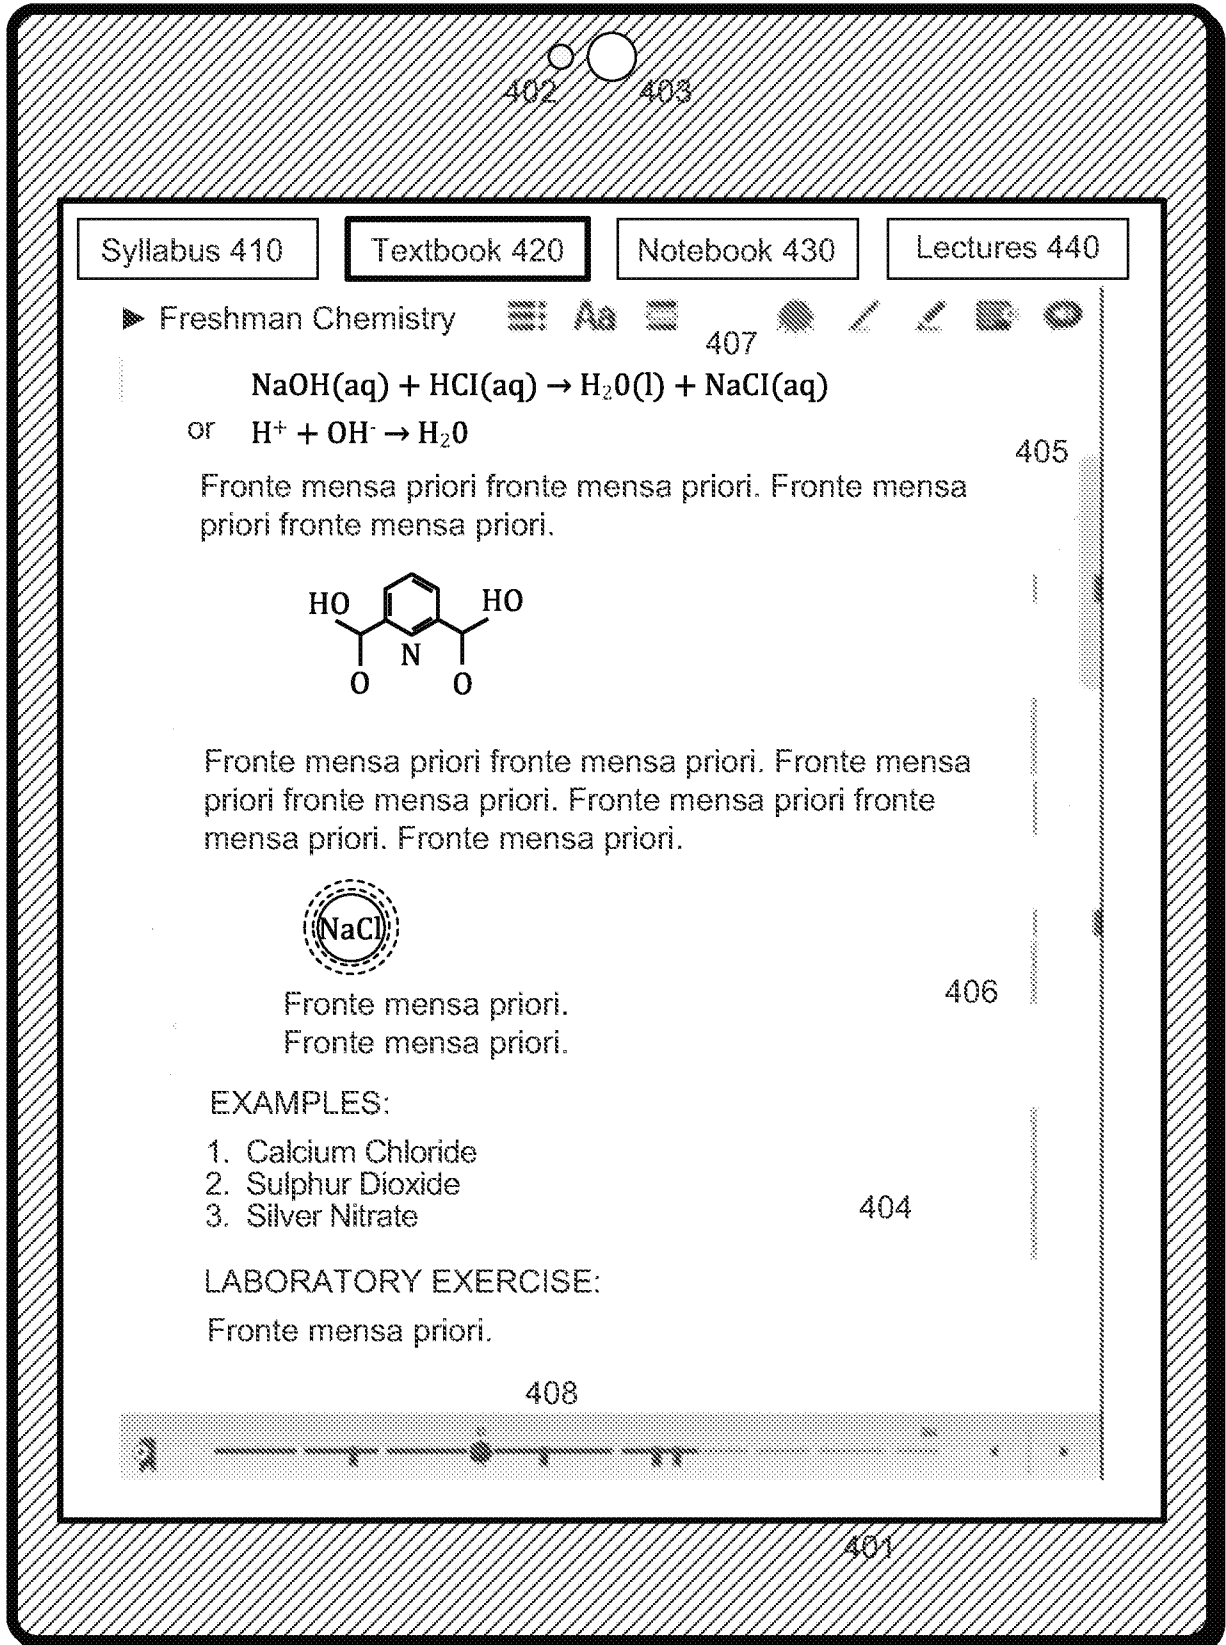 402 403
Syllabus 410 Textbook 420 Notebook 430 Lectures 440
Freshman Chemistry Aa
407
NaOH(aq) + HCI(aq) → H₂0(l) + NaCI(aq)
or H⁺ + OH⁻ → H₂0
405
Fronte mensa priori fronte mensa priori. Fronte mensa
priori fronte mensa priori.
HO HO
N
O O
Fronte mensa priori fronte mensa priori. Fronte mensa
priori fronte mensa priori. Fronte mensa priori fronte
mensa priori. Fronte mensa priori.
NaCl
406
Fronte mensa priori.
Fronte mensa priori.
EXAMPLES:
1. Calcium Chloride
2. Sulphur Dioxide
3. Silver Nitrate
404
LABORATORY EXERCISE:
Fronte mensa priori.
408
401